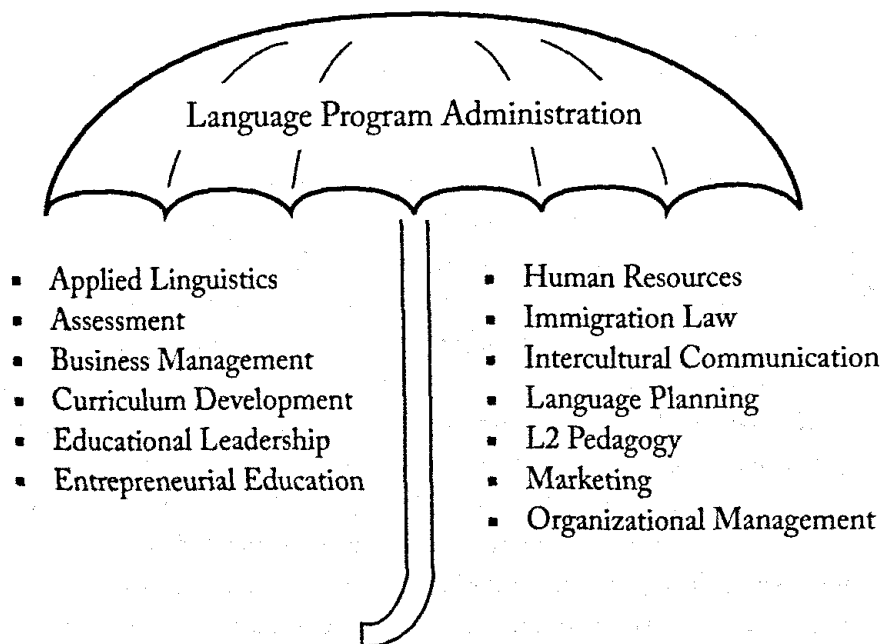 Language Program Administration
▪ Applied Linguistics
▪ Assessment
▪ Business Management
▪ Curriculum Development
▪ Educational Leadership
▪ Entrepreneurial Education
▪ Human Resources
▪ Immigration Law
▪ Intercultural Communication
▪ Language Planning
▪ L2 Pedagogy
▪ Marketing
▪ Organizational Management